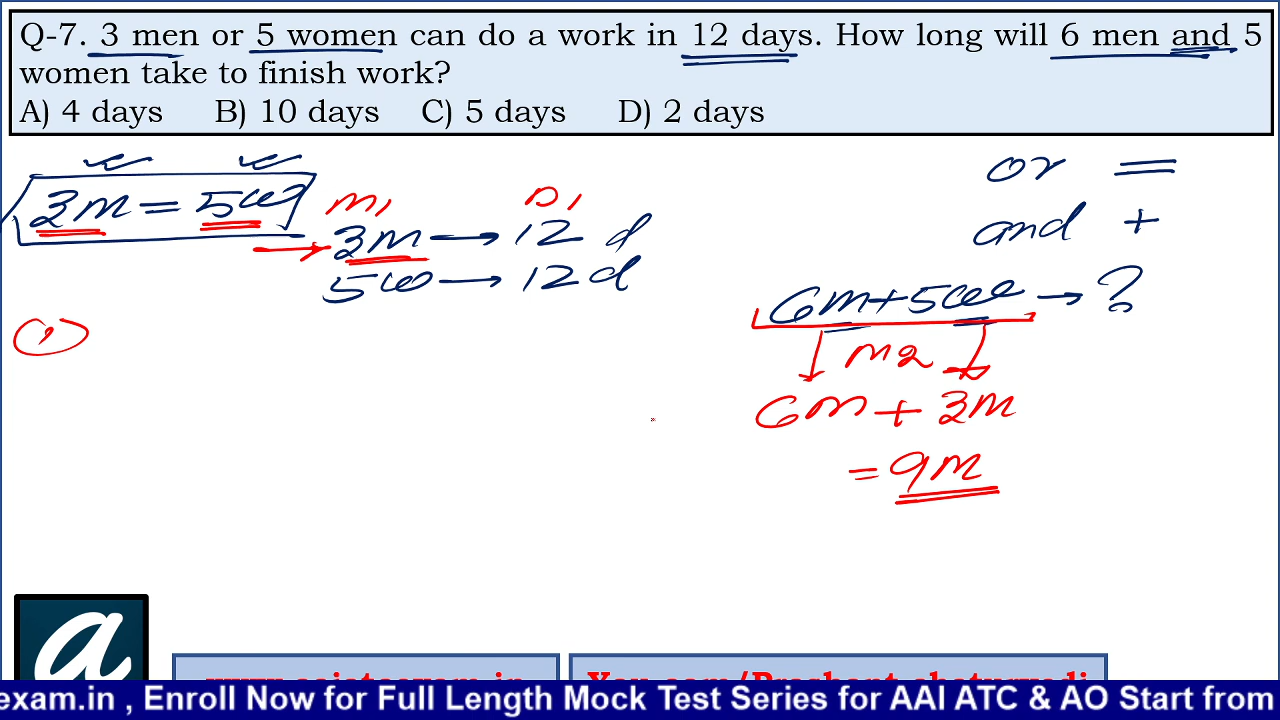 Q-7. 3 men or 5 women can do a work in 12 days. How long will 6 men and 5
women take to finish work?
A) 4 days B) 10 days C) 5 days D) 2 days
3m = 5w
M1 D1
3m → 12 d
5w → 12 d
or =
and +
6m+5w → ?
M2
6m + 3m
= 9m
1
a
exam.in , Enroll Now for Full Length Mock Test Series for AAI ATC & AO Start from